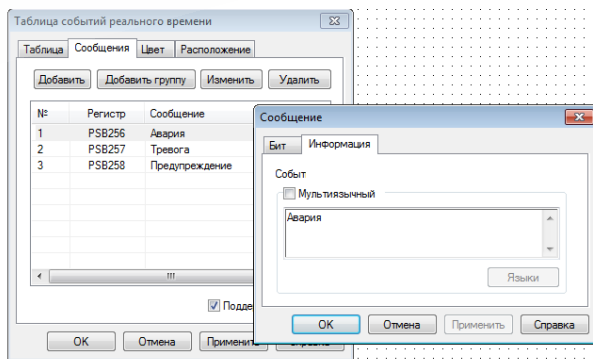 Таблица событий реального времени
Таблица Сообщения Цвет Расположение
Добавить Добавить группу Изменить Удалить
№ Регистр Сообщение
1 PSB256 Авария
2 PSB257 Тревога
3 PSB258 Предупреждение
Сообщение
Бит Информация
Событ
Мультиязычный
Авария
Языки
OK Отмена Применить Справка
OK Отмена